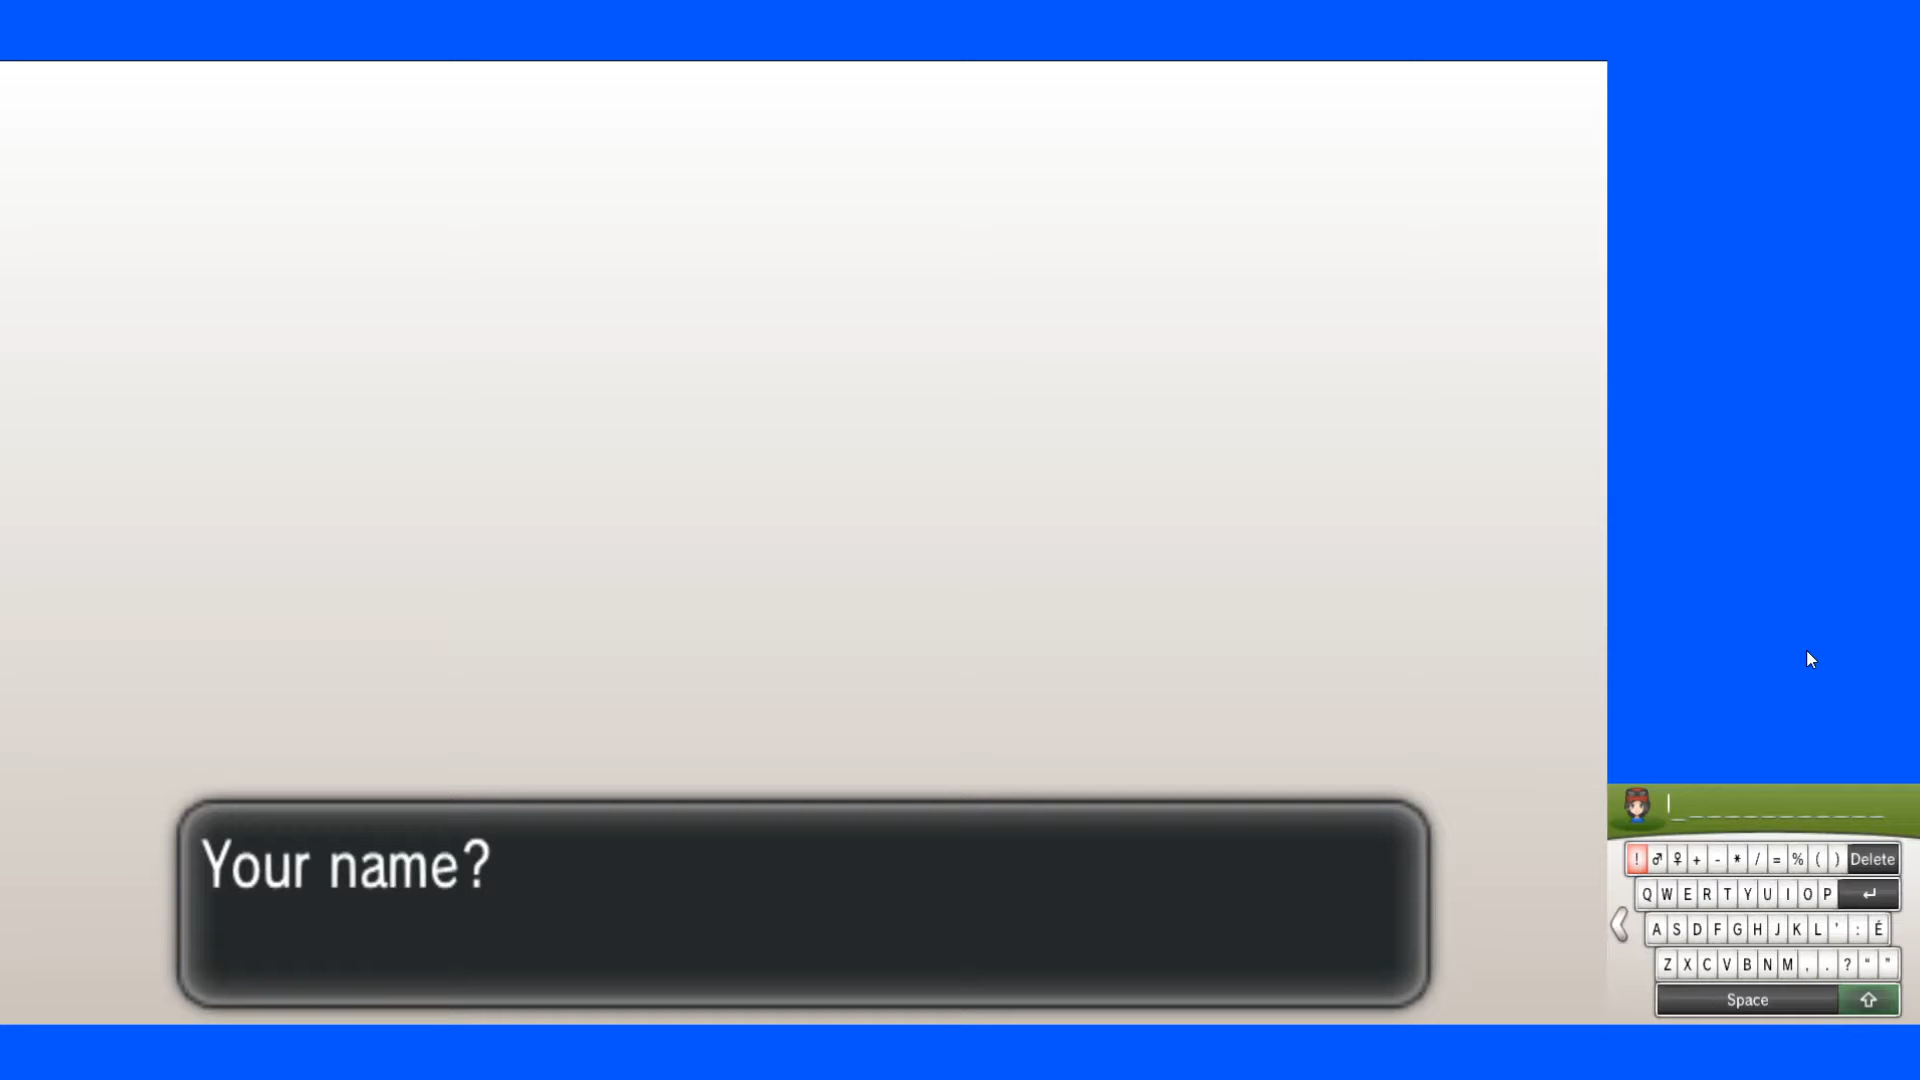 Your name?
! ♂ ♀ + - * / = % ( ) Delete
Q W E R T Y U I O P ↵
A S D F G H J K L ' : É
Z X C V B N M , . ? “ ”
Space